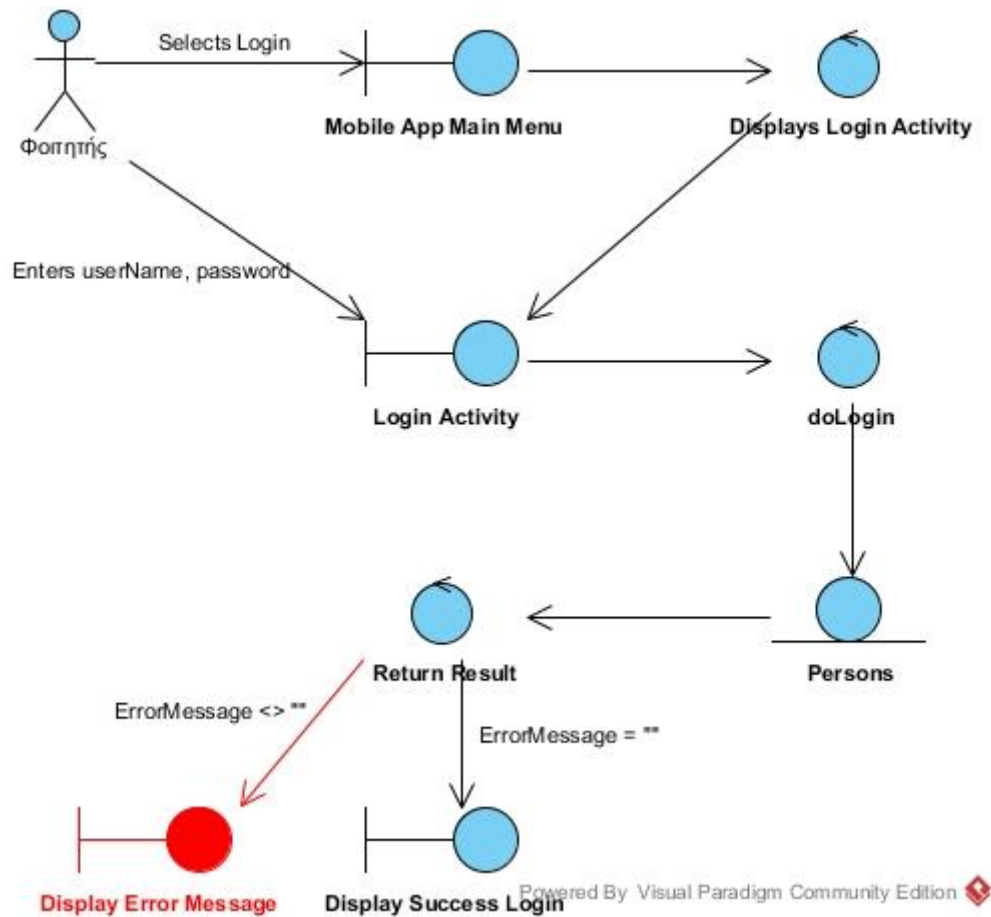 Selects Login
Mobile App Main Menu
Displays Login Activity
Φοιτητής
Enters userName, password
Login Activity
doLogin
Return Result
Persons
ErrorMessage <> ""
ErrorMessage = ""
Display Error Message
Display Success Login
Powered By Visual Paradigm Community Edition